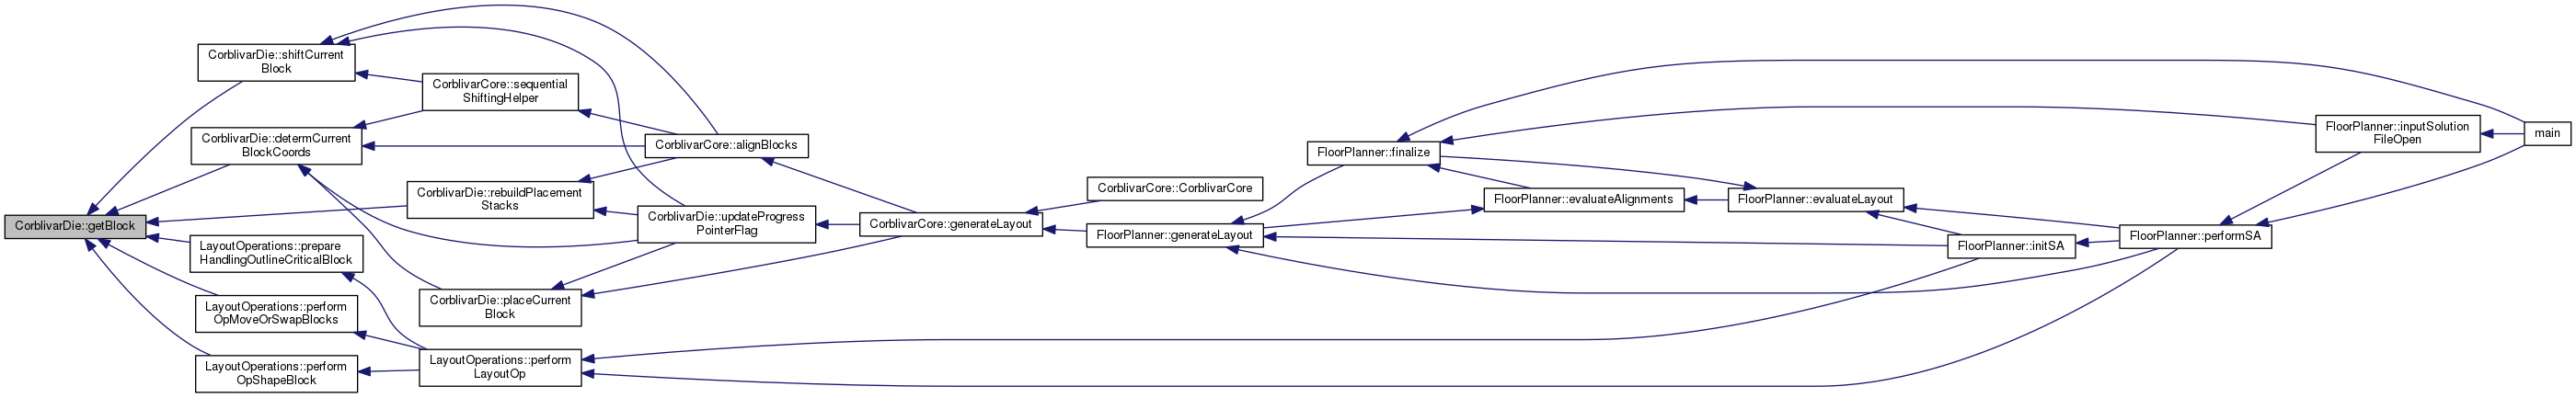 CorblivarDie::getBlock
CorblivarDie::shiftCurrent
Block
CorblivarDie::determCurrent
BlockCoords
CorblivarDie::rebuildPlacement
Stacks
LayoutOperations::prepare
HandlingOutlineCriticalBlock
LayoutOperations::perform
OpMoveOrSwapBlocks
LayoutOperations::perform
OpShapeBlock
CorblivarCore::sequential
ShiftingHelper
CorblivarDie::placeCurrent
Block
LayoutOperations::perform
LayoutOp
CorblivarCore::alignBlocks
CorblivarDie::updateProgress
PointerFlag
CorblivarCore::generateLayout
CorblivarCore::CorblivarCore
FloorPlanner::generateLayout
FloorPlanner::finalize
FloorPlanner::evaluateAlignments
FloorPlanner::evaluateLayout
FloorPlanner::initSA
FloorPlanner::performSA
FloorPlanner::inputSolution
FileOpen
main